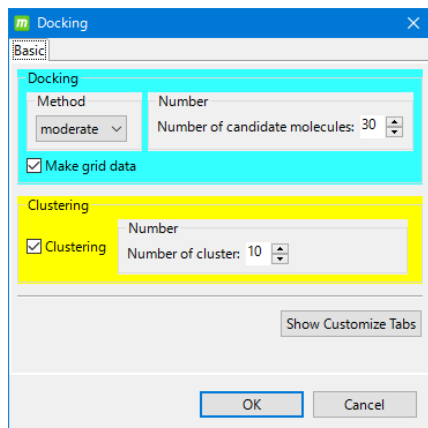 m Docking
Basic
Docking
Method
Number
moderate
Number of candidate molecules: 30
Make grid data
Clustering
Number
Clustering
Number of cluster: 10
Show Customize Tabs
OK
Cancel